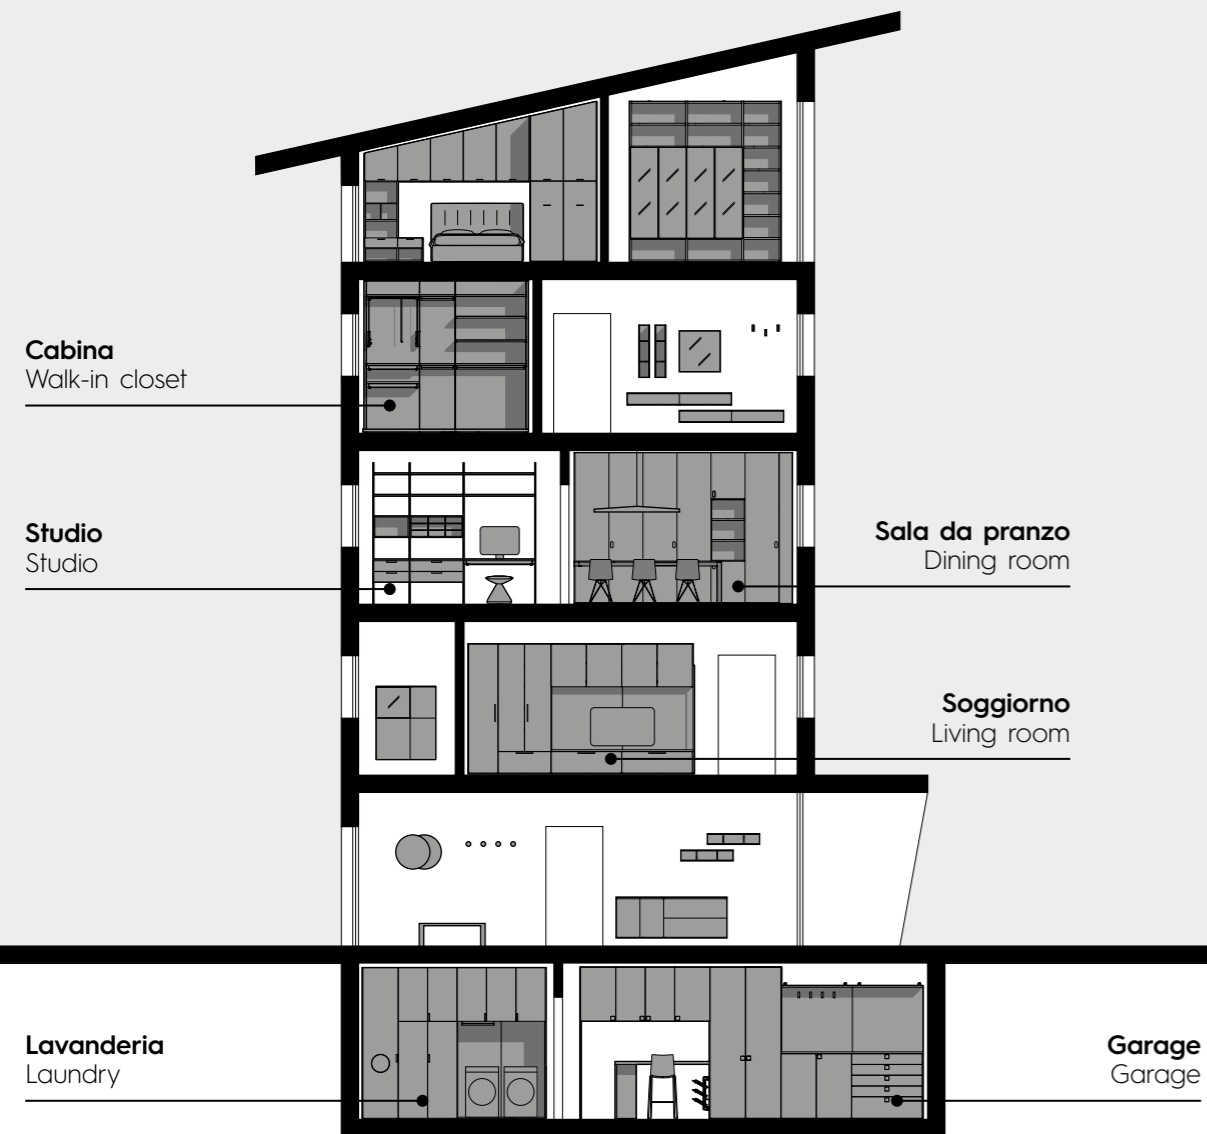 Cabina
Walk-in closet
Studio
Studio
Sala da pranzo
Dining room
Soggiorno
Living room
Lavanderia
Laundry
Garage
Garage